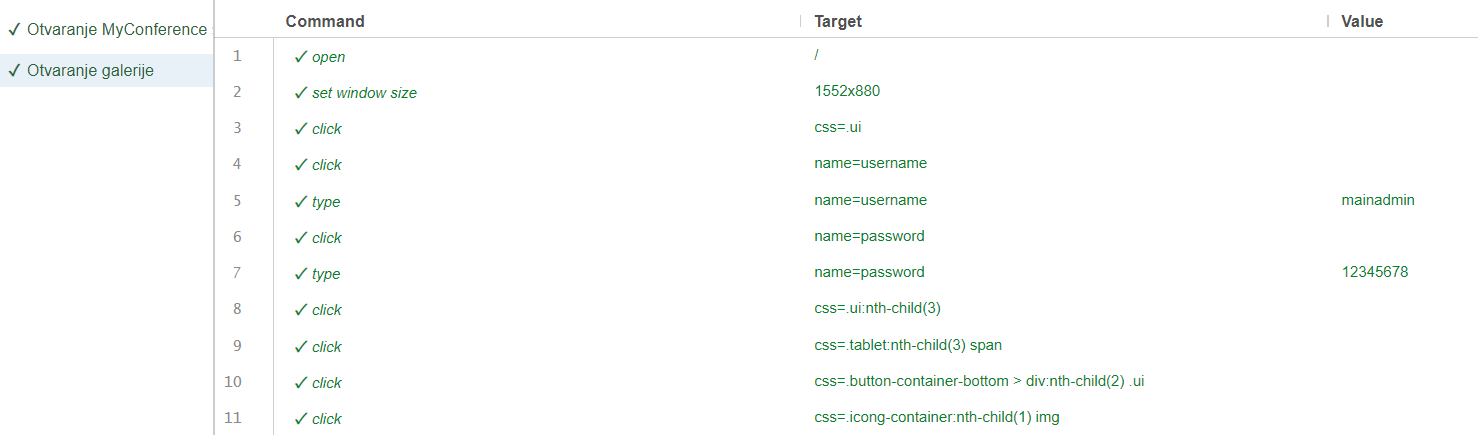 ✓ Otvaranje MyConference
✓ Otvaranje galerije
Command Target Value
1 ✓ open /
2 ✓ set window size 1552x880
3 ✓ click css=.ui
4 ✓ click name=username
5 ✓ type name=username mainadmin
6 ✓ click name=password
7 ✓ type name=password 12345678
8 ✓ click css=.ui:nth-child(3)
9 ✓ click css=.tablet:nth-child(3) span
10 ✓ click css=.button-container-bottom > div:nth-child(2) .ui
11 ✓ click css=.icong-container:nth-child(1) img